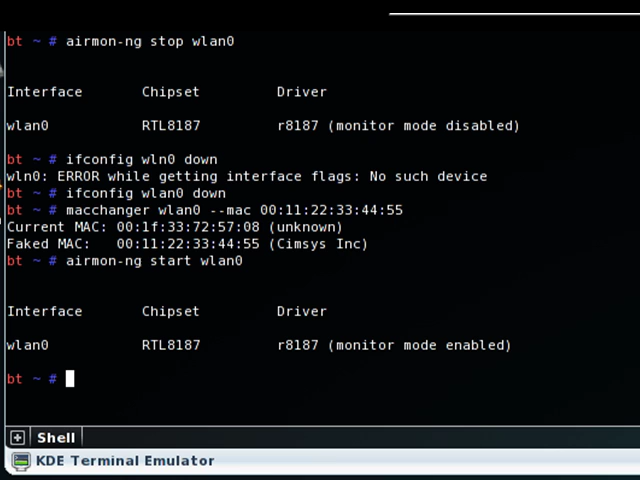 bt ~ # airmon-ng stop wlan0
Interface Chipset Driver
wlan0 RTL8187 r8187 (monitor mode disabled)
bt ~ # ifconfig wln0 down
wln0: ERROR while getting interface flags: No such device
bt ~ # ifconfig wlan0 down
bt ~ # macchanger wlan0 --mac 00:11:22:33:44:55
Current MAC: 00:1f:33:72:57:08 (unknown)
Faked MAC: 00:11:22:33:44:55 (Cimsys Inc)
bt ~ # airmon-ng start wlan0
Interface Chipset Driver
wlan0 RTL8187 r8187 (monitor mode enabled)
bt ~ #
Shell
KDE Terminal Emulator